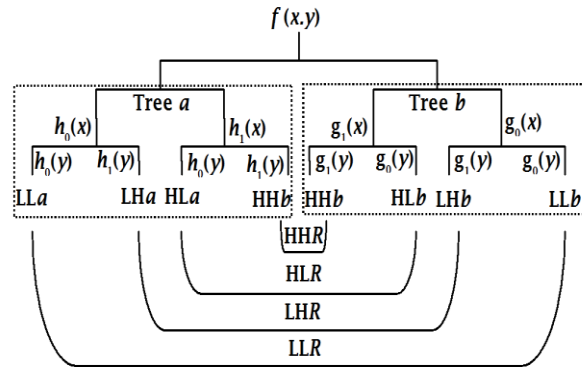 f(x.y)
Tree a Tree b
h₀(x) h₁(x) g₁(x) g₀(x)
h₀(y) h₁(y) h₀(y) h₁(y) g₁(y) g₀(y) g₁(y) g₀(y)
LLa LHa HLa HHb HHb HLb LHb LLb
HHR
HLR
LHR
LLR